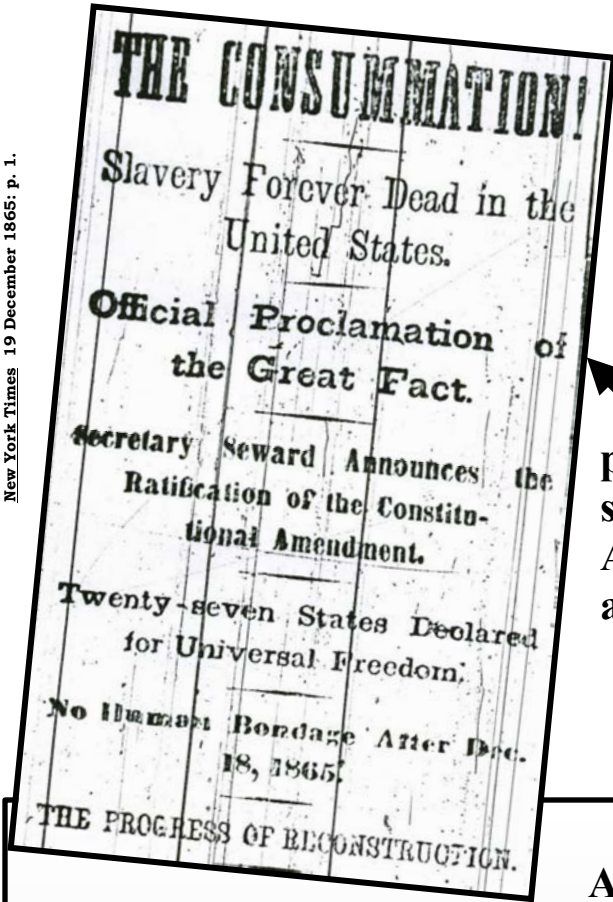 New York Times 19 December 1865: p. 1.
THE CONSUMMATION!
Slavery Forever Dead in the
United States.
Official Proclamation of
the Great Fact.
Secretary Seward Announces the
Ratification of the Constitu-
tional Amendment.
Twenty-seven States Declared
for Universal Freedom.
No Human Bondage After Dec.
18, 1865.
THE PROGRESS OF RECONSTRUCTION.
p
s
A
a
A